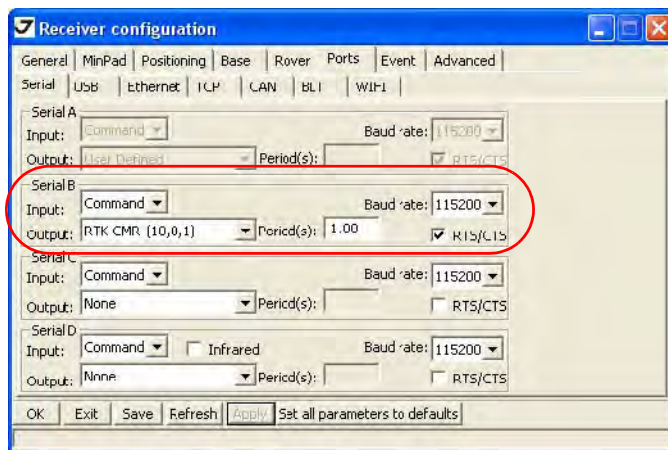 Receiver configuration
General MinPad Positioning Base Rover Ports Event Advanced
Serial USB Ethernet TCP CAN BLT WIFI
Serial A
Input: Command Baud rate: 115200
Output: User Defined Period(s): RTS/CTS
Serial B
Input: Command Baud rate: 115200
Output: RTK CMR (10,0,1) Period(s): 1.00 RTS/CTS
Serial C
Input: Command Baud rate: 115200
Output: None Period(s): RTS/CTS
Serial D
Input: Command Infrared Baud rate: 115200
Output: None Period(s): RTS/CTS
OK Exit Save Refresh Apply Set all parameters to defaults